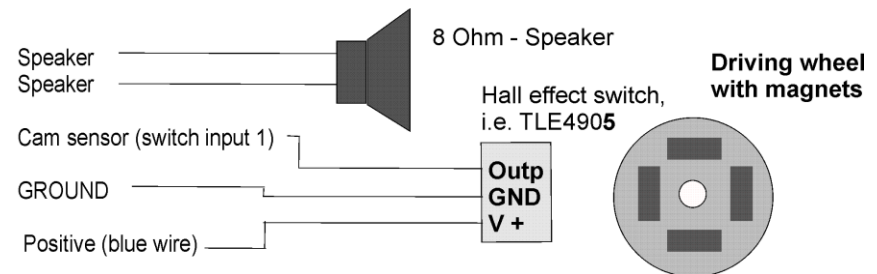 8 Ohm - Speaker
Speaker
Speaker
Driving wheel
with magnets
Hall effect switch,
i.e. TLE4905
Cam sensor (switch input 1)
Outp
GROUND
GND
V +
Positive (blue wire)